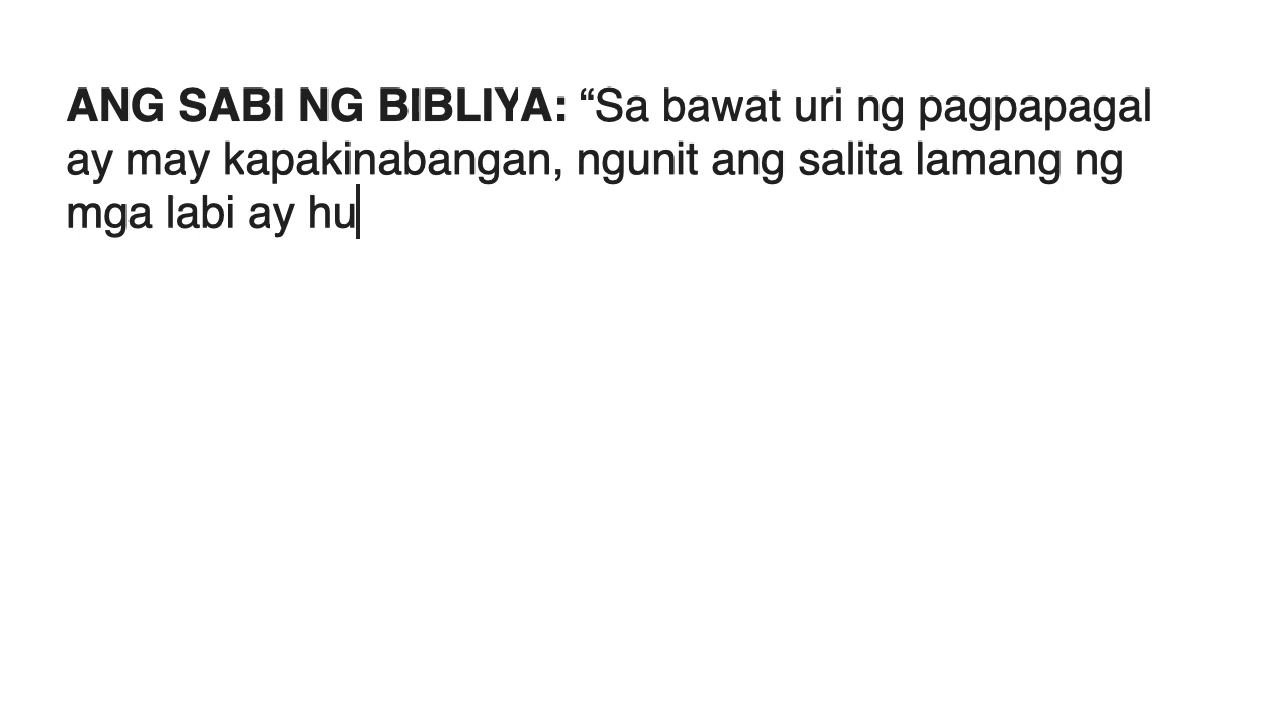 ANG SABI NG BIBLIYA: “Sa bawat uri ng pagpapagal
ay may kapakinabangan, ngunit ang salita lamang ng
mga labi ay hu